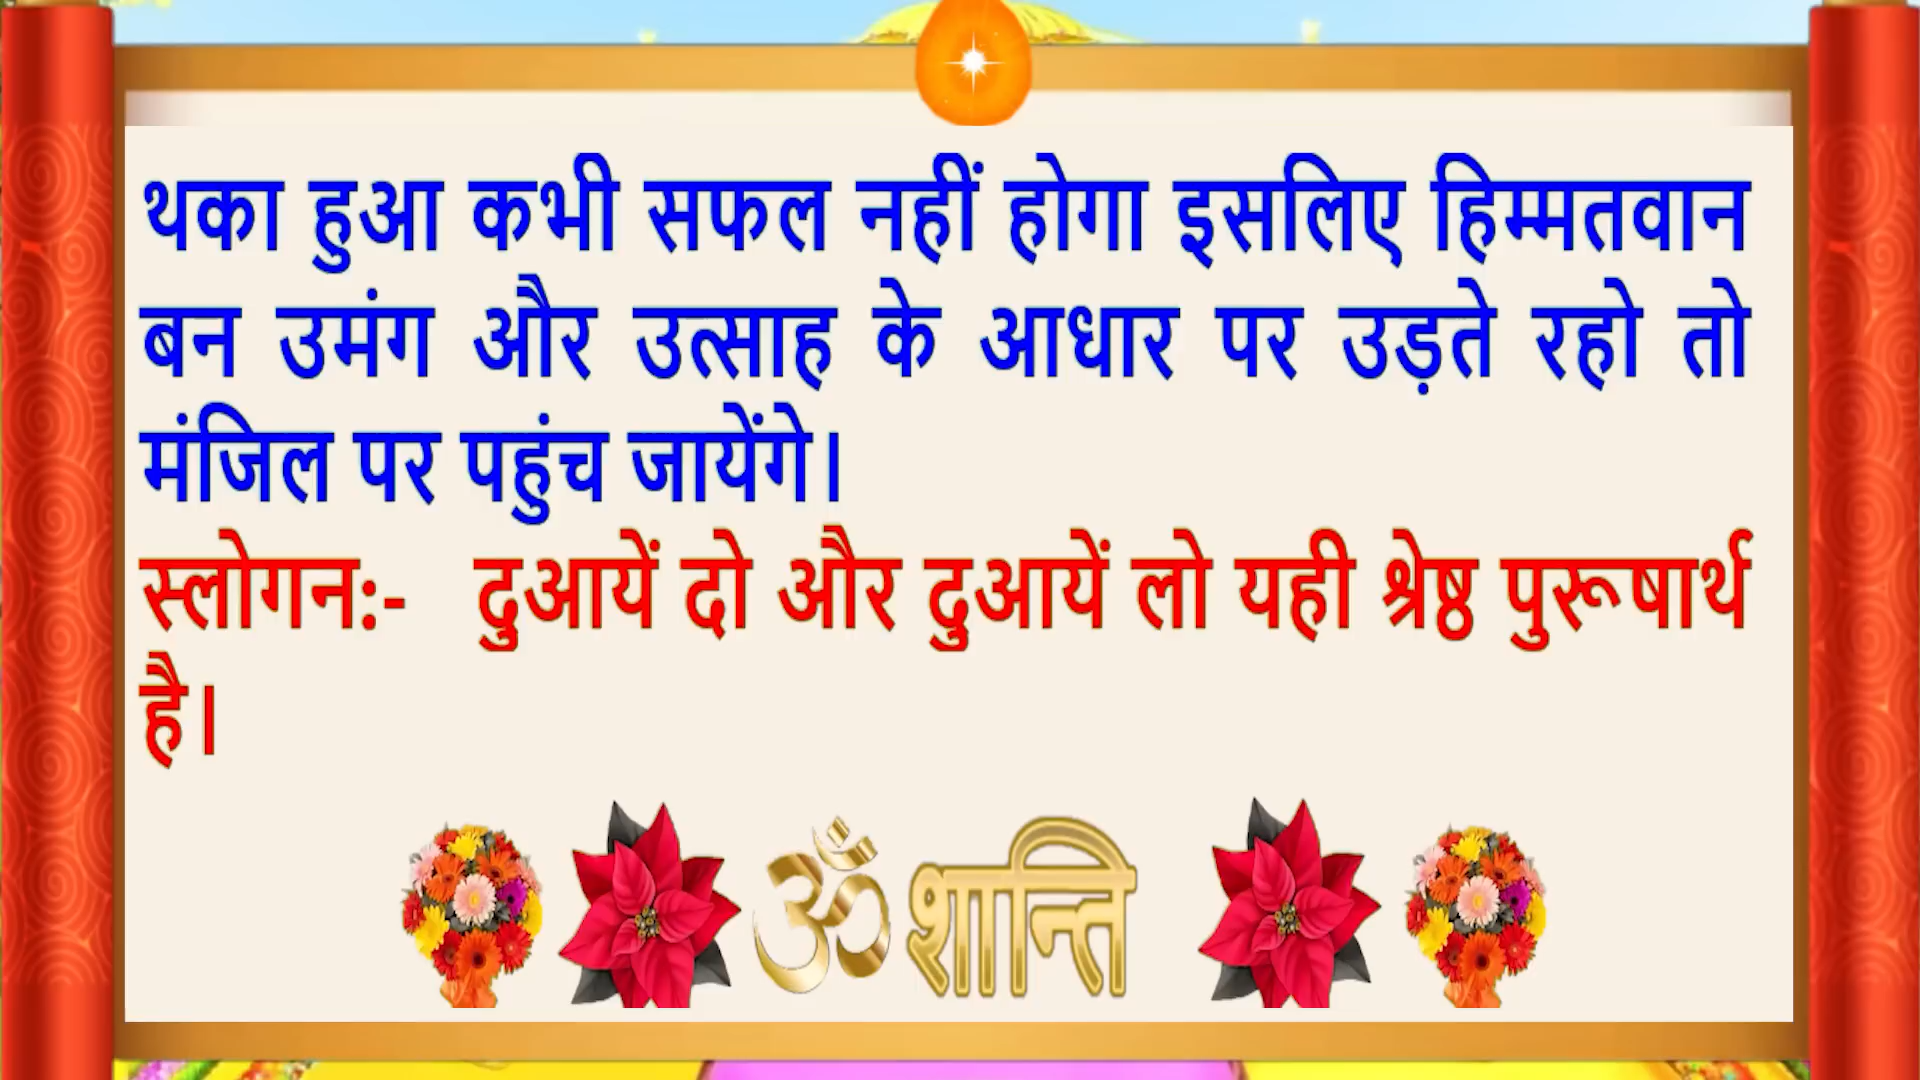 थका हुआ कभी सफल नहीं होगा इसलिए हिम्मतवान
बन उमंग और उत्साह के आधार पर उड़ते रहो तो
मंजिल पर पहुंच जायेंगे।
स्लोगन:- दुआयें दो और दुआयें लो यही श्रेष्ठ पुरूषार्थ
है।
ॐ शान्ति